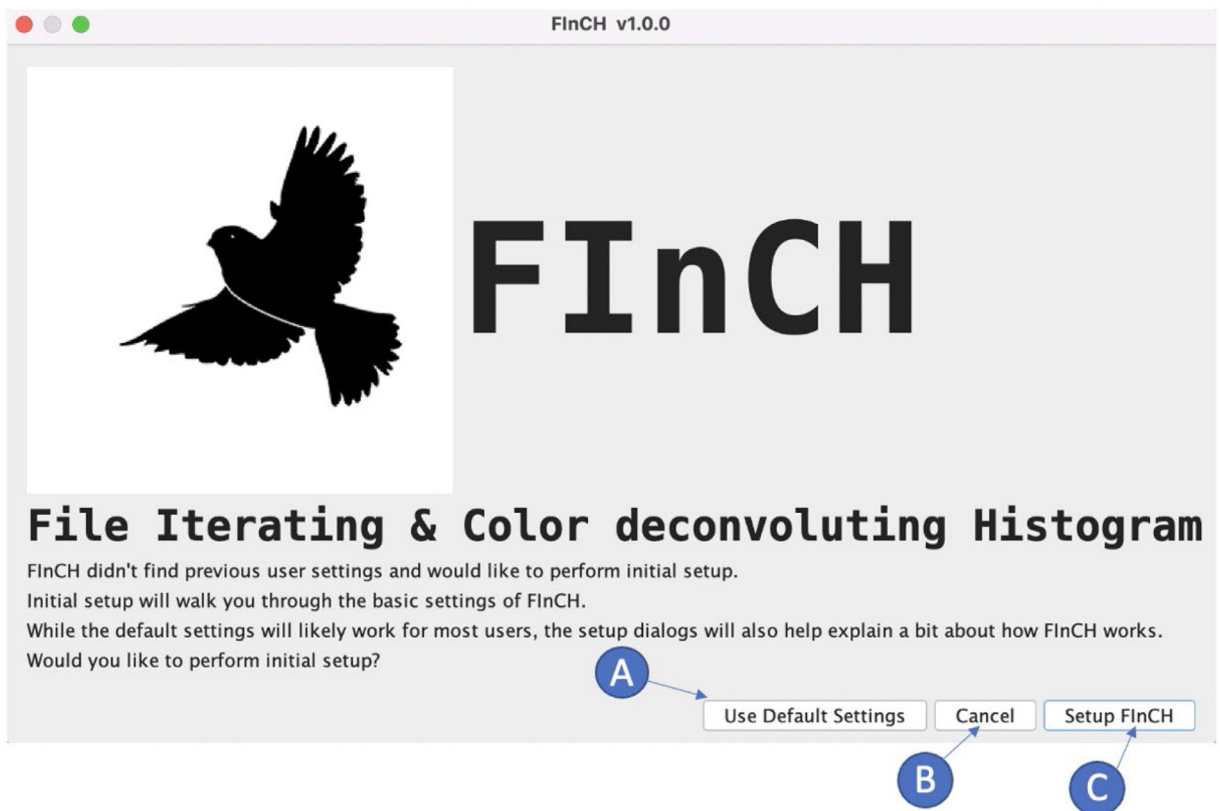 FInCH v1.0.0
FInCH
File Iterating & Color deconvoluting Histogram
FInCH didn't find previous user settings and would like to perform initial setup.
Initial setup will walk you through the basic settings of FInCH.
While the default settings will likely work for most users, the setup dialogs will also help explain a bit about how FInCH works.
Would you like to perform initial setup?
A
Use Default Settings Cancel Setup FInCH
B C